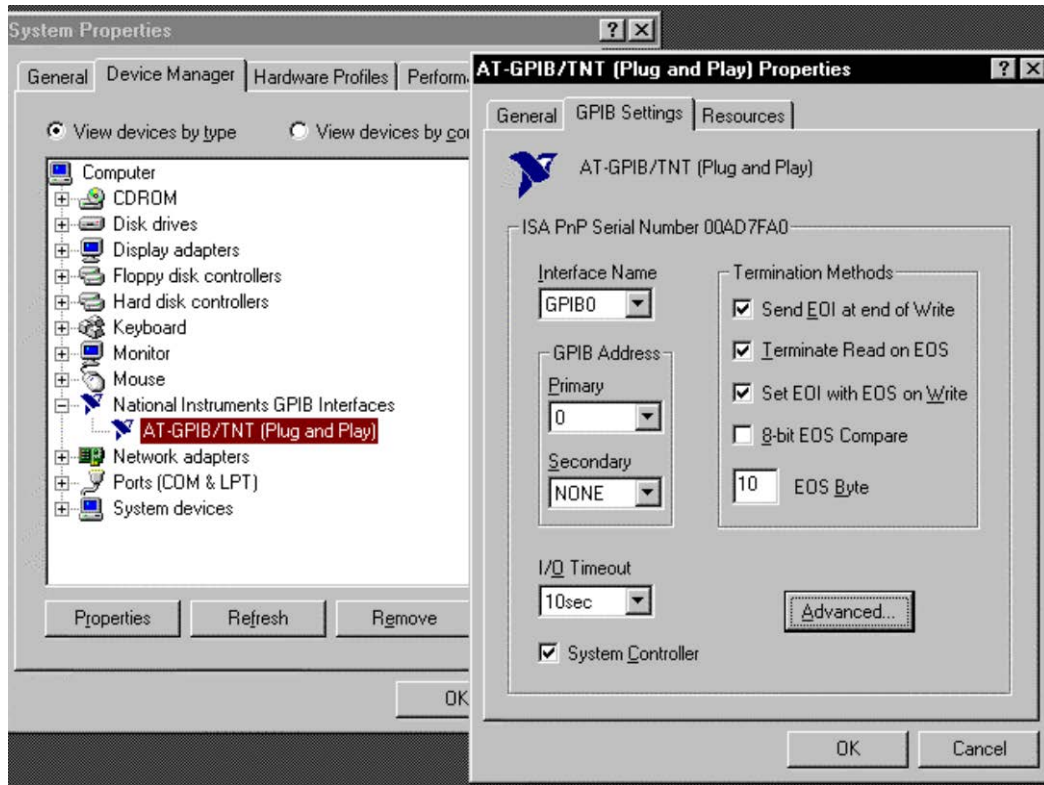 System Properties
General Device Manager Hardware Profiles Perform
View devices by type View devices by co
Computer
CDROM
Disk drives
Display adapters
Floppy disk controllers
Hard disk controllers
Keyboard
Monitor
Mouse
National Instruments GPIB Interfaces
AT-GPIB/TNT (Plug and Play)
Network adapters
Ports (COM & LPT)
System devices
Properties Refresh Remove
OK
AT-GPIB/TNT (Plug and Play) Properties
General GPIB Settings Resources
AT-GPIB/TNT (Plug and Play)
ISA PnP Serial Number 00AD7FA0
Interface Name
GPIB0
GPIB Address
Primary
0
Secondary
NONE
I/O Timeout
10sec
System Controller
Termination Methods
Send EOI at end of Write
Terminate Read on EOS
Set EOI with EOS on Write
8-bit EOS Compare
10 EOS Byte
Advanced...
OK Cancel